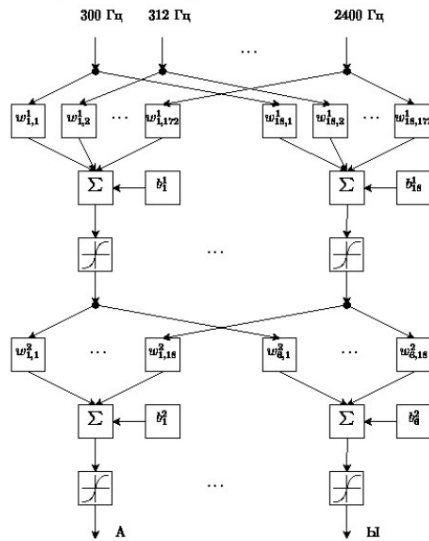 300 Гц 312 Гц 2400 Гц
...
w¹₁,₁ w¹₁,₂ ... w¹₁,₁₇₂ w¹₁₈,₁ w¹₁₈,₂ ... w¹₁₈,₁₇₂
Σ b¹₁ Σ b¹₁₈
...
w²₁,₁ ... w²₁,₁₈ w²₆,₁ ... w²₆,₁₈
Σ b²₁ Σ b²₆
...
А Ы